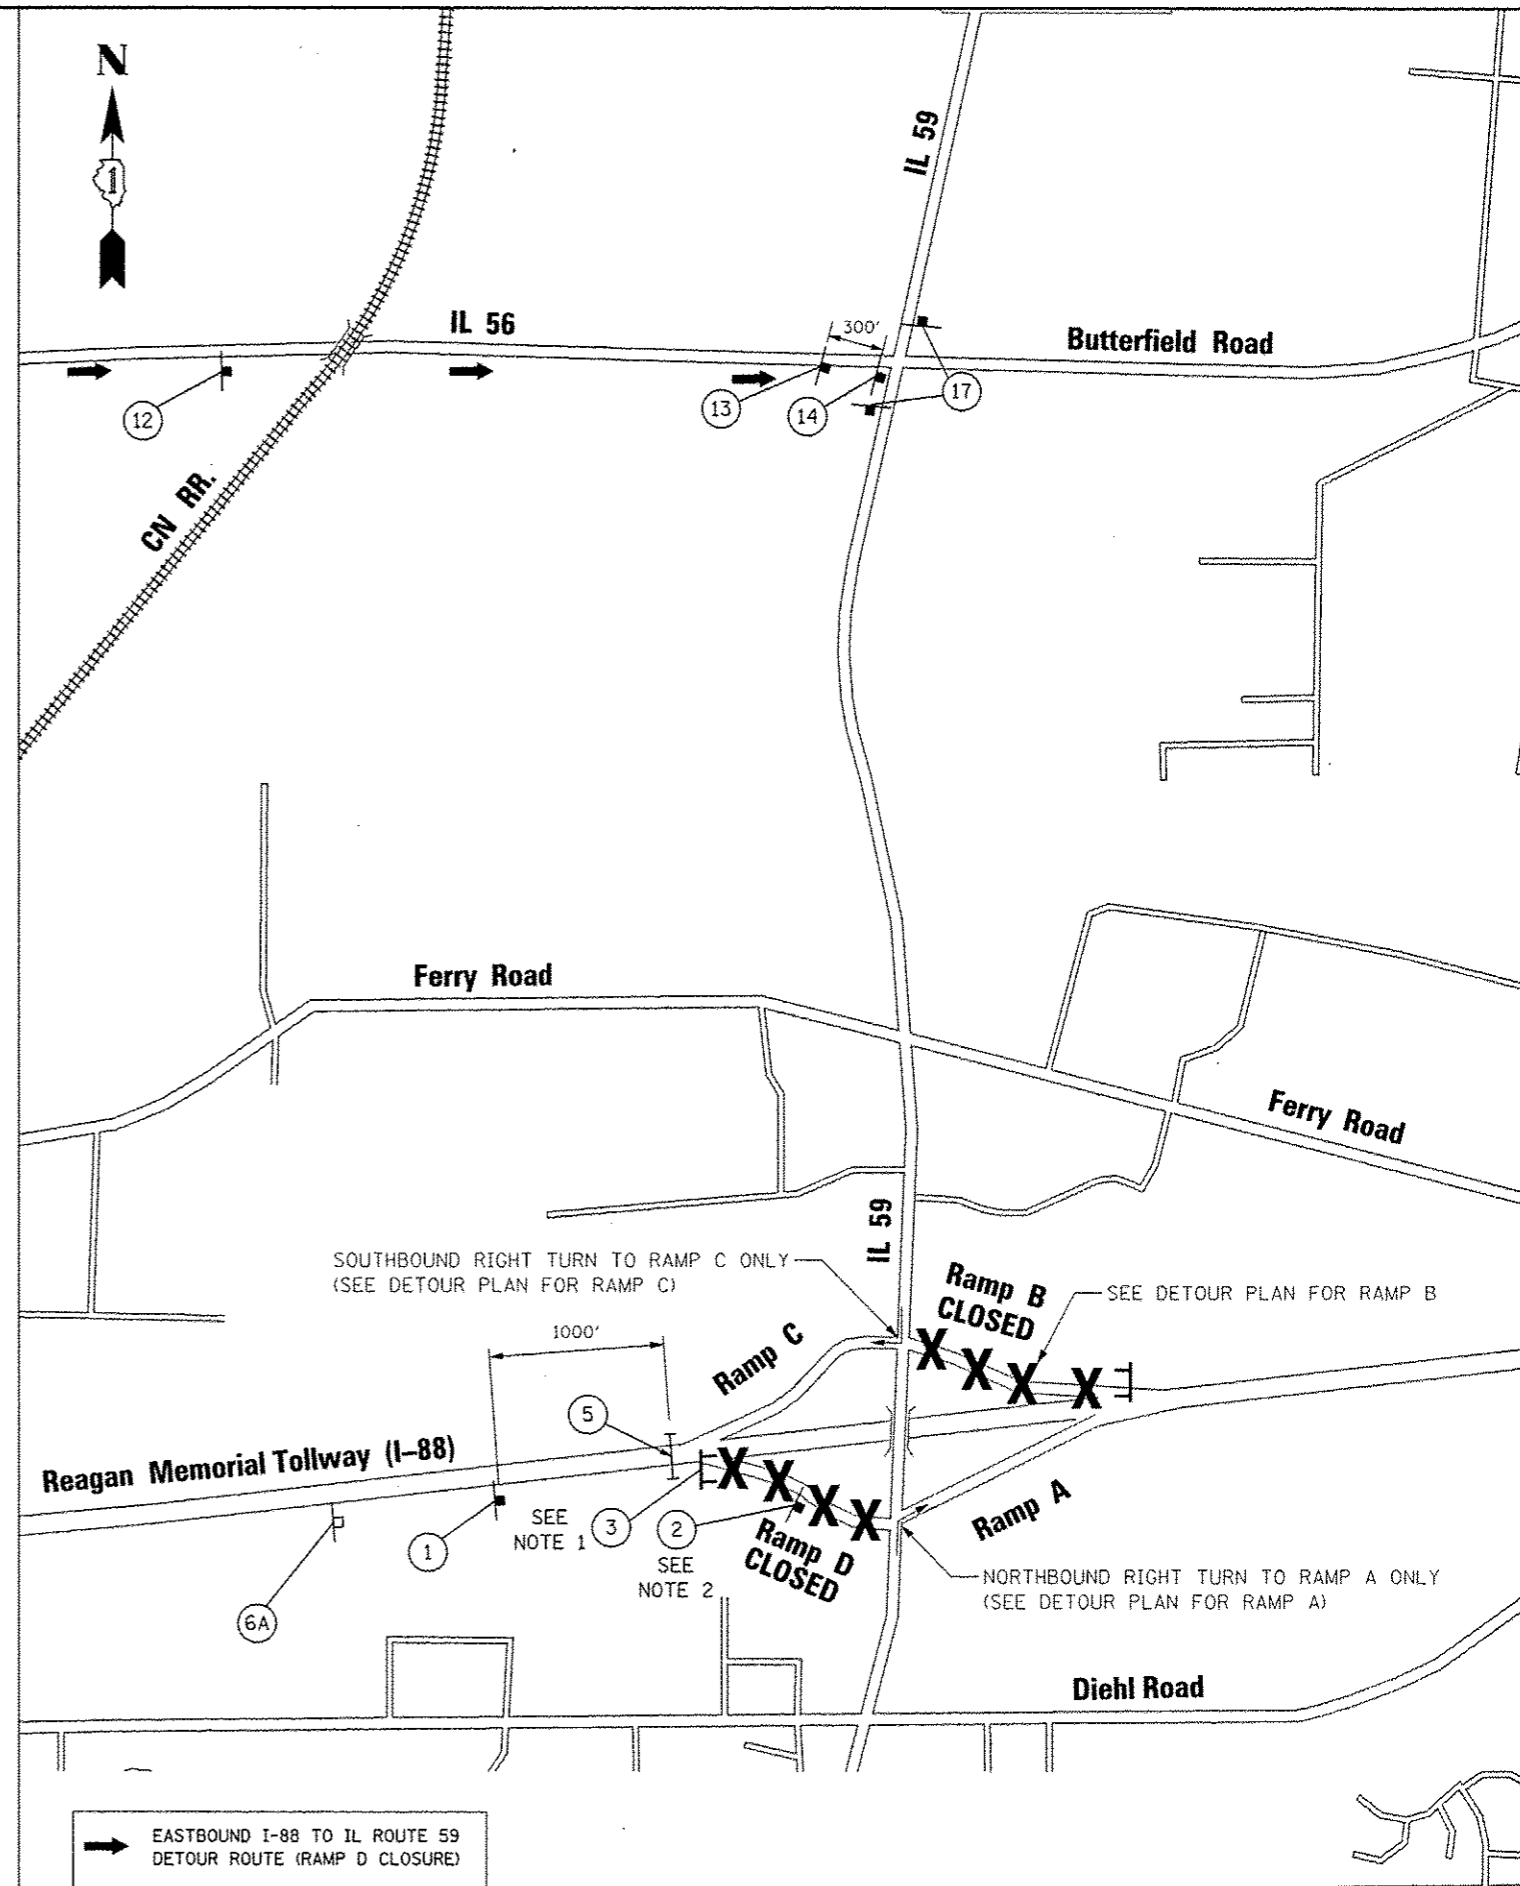 N
1
IL 59
IL 56
300'
Butterfield Road
12
13
14
17
CN RR.
Ferry Road
Ferry Road
IL 59
SOUTHBOUND RIGHT TURN TO RAMP C ONLY
(SEE DETOUR PLAN FOR RAMP C)
Ramp B
CLOSED
SEE DETOUR PLAN FOR RAMP B
1000'
Ramp C
5
Reagan Memorial Tollway (I-88)
X X X X
X X X X
SEE
NOTE 1
3
2
1
SEE
NOTE 2
Ramp D
CLOSED
Ramp A
NORTHBOUND RIGHT TURN TO RAMP A ONLY
(SEE DETOUR PLAN FOR RAMP A)
6A
Diehl Road
EASTBOUND I-88 TO IL ROUTE 59
DETOUR ROUTE (RAMP D CLOSURE)